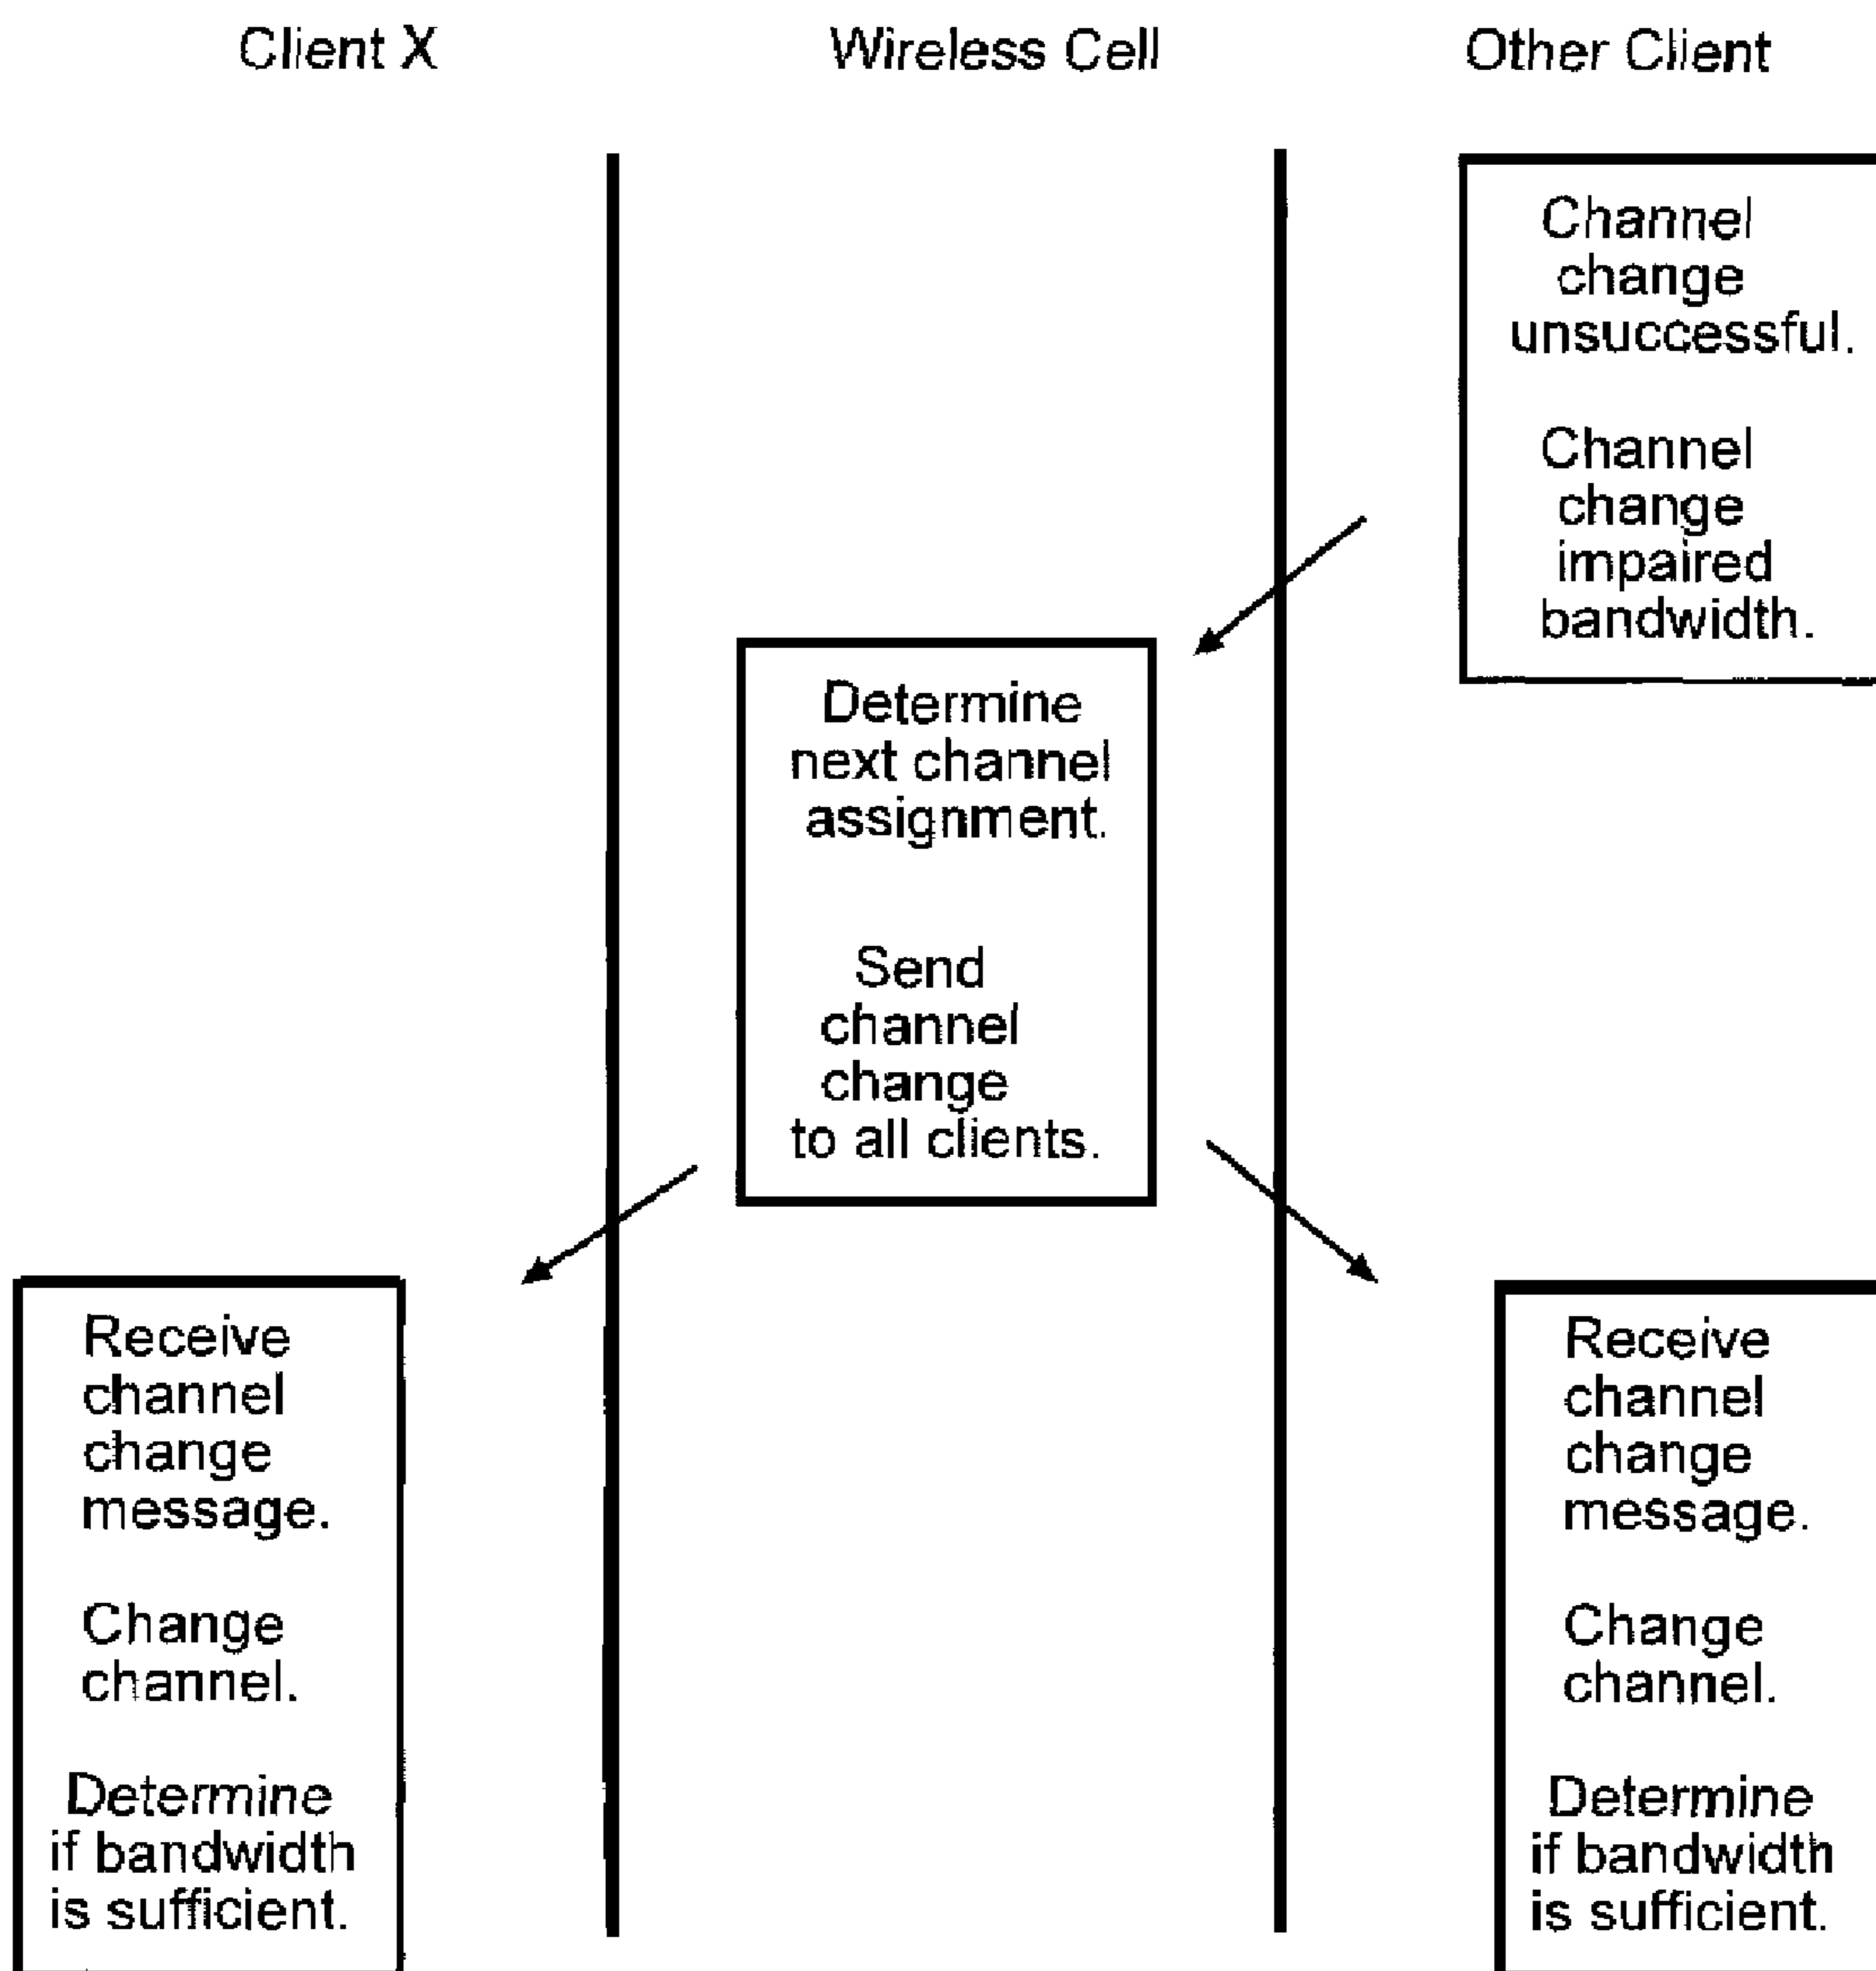 Client X
Wireless Cell
Other Client
Channel
change
unsuccessful.
Channel
change
impaired
bandwidth.
Determine
next channel
assignment.
Send
channel
change
to all clients.
Receive
channel
change
message.
Change
channel.
Determine
if bandwidth
is sufficient.
Receive
channel
change
message.
Change
channel.
Determine
if bandwidth
is sufficient.